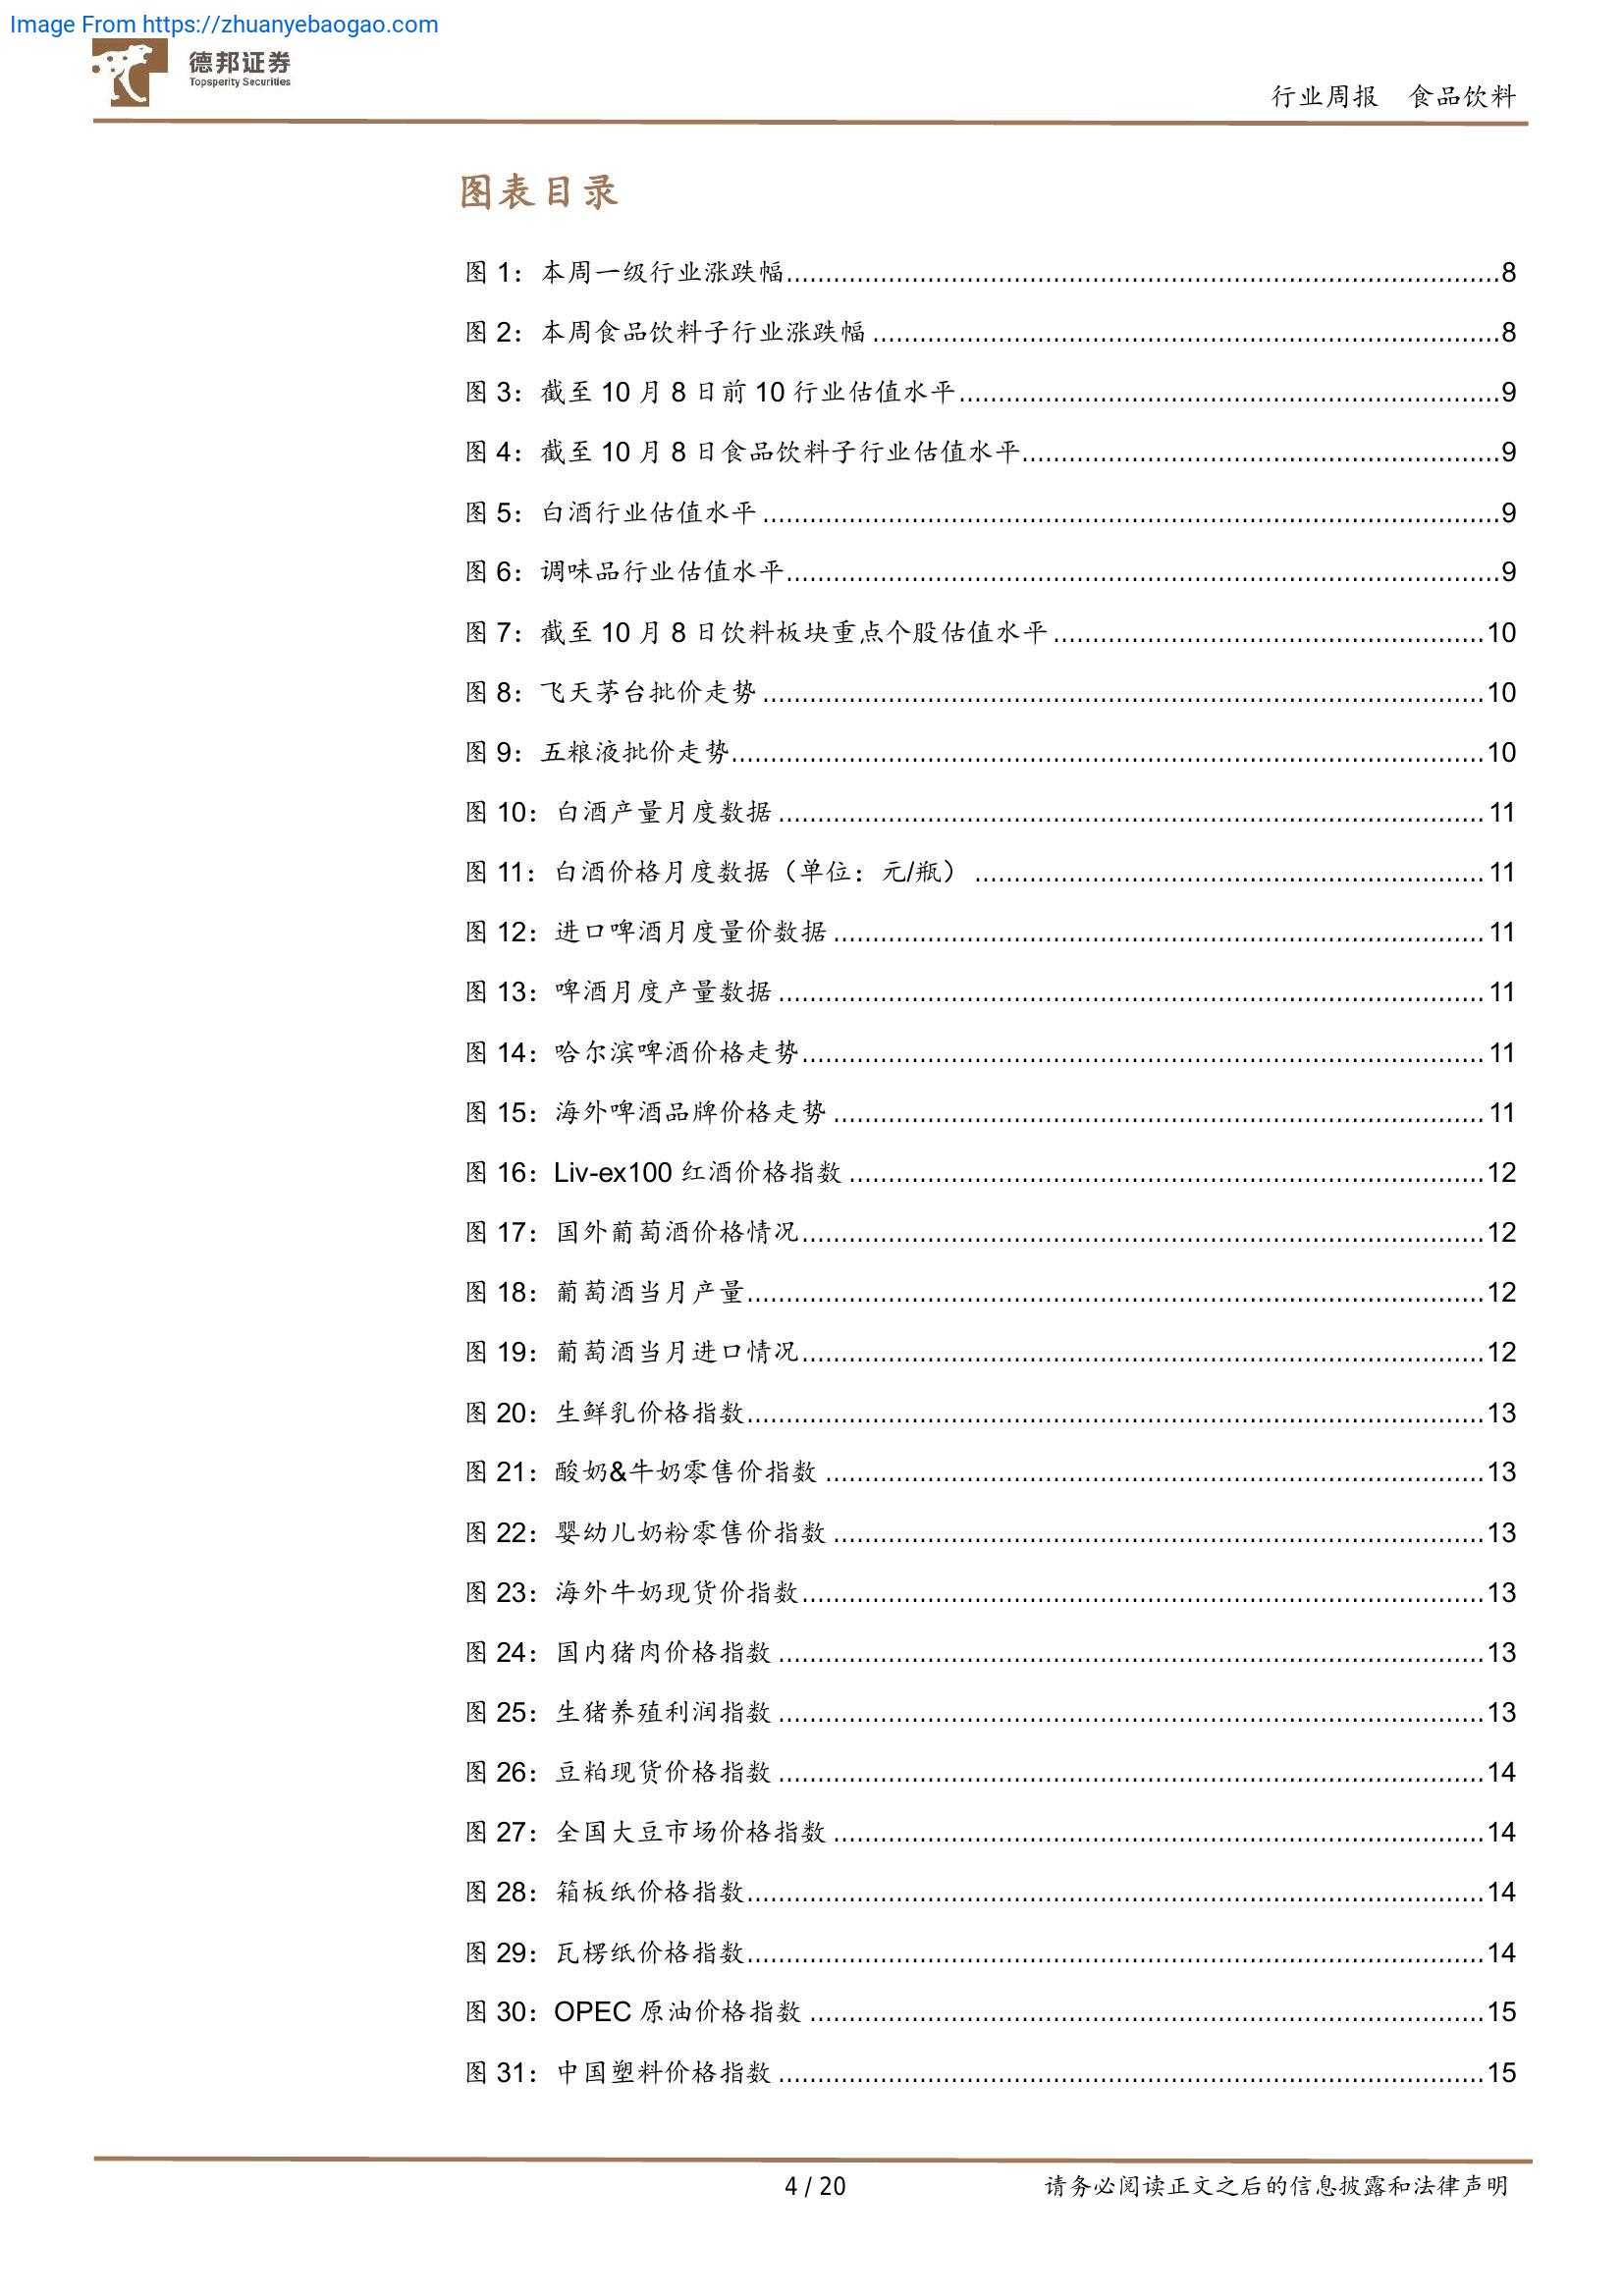 Image From https://zhuanyebaogao.com
德邦证券
Topsperity Securities
行业周报 食品饮料
图表目录
图 1：本周一级行业涨跌幅........................................8
图 2：本周食品饮料子行业涨跌幅........................................8
图 3：截至 10 月 8 日前 10 行业估值水平........................................9
图 4：截至 10 月 8 日食品饮料子行业估值水平........................................9
图 5：白酒行业估值水平........................................9
图 6：调味品行业估值水平........................................9
图 7：截至 10 月 8 日饮料板块重点个股估值水平........................................10
图 8：飞天茅台批价走势........................................10
图 9：五粮液批价走势........................................10
图 10：白酒产量月度数据........................................11
图 11：白酒价格月度数据（单位：元/瓶）........................................11
图 12：进口啤酒月度量价数据........................................11
图 13：啤酒月度产量数据........................................11
图 14：哈尔滨啤酒价格走势........................................11
图 15：海外啤酒品牌价格走势........................................11
图 16：Liv-ex100 红酒价格指数........................................12
图 17：国外葡萄酒价格情况........................................12
图 18：葡萄酒当月产量........................................12
图 19：葡萄酒当月进口情况........................................12
图 20：生鲜乳价格指数........................................13
图 21：酸奶&牛奶零售价指数........................................13
图 22：婴幼儿奶粉零售价指数........................................13
图 23：海外牛奶现货价指数........................................13
图 24：国内猪肉价格指数........................................13
图 25：生猪养殖利润指数........................................13
图 26：豆粕现货价格指数........................................14
图 27：全国大豆市场价格指数........................................14
图 28：箱板纸价格指数........................................14
图 29：瓦楞纸价格指数........................................14
图 30：OPEC 原油价格指数........................................15
图 31：中国塑料价格指数........................................15
4 / 20 请务必阅读正文之后的信息披露和法律声明